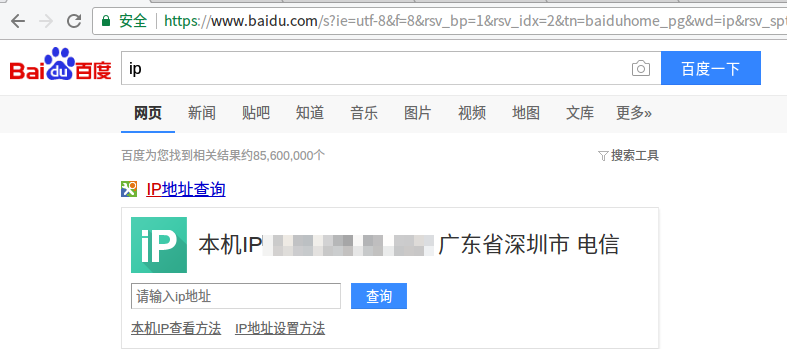 安全 https://www.baidu.com/s?ie=utf-8&f=8&rsv_bp=1&rsv_idx=2&tn=baiduhome_pg&wd=ip&rsv_spt
Bai du 百度 ip 百度一下
网页 新闻 贴吧 知道 音乐 图片 视频 地图 文库 更多»
百度为您找到相关结果约85,600,000个 搜索工具
IP地址查询
iP 本机IP 广东省深圳市 电信
请输入ip地址 查询
本机IP查看方法 IP地址设置方法